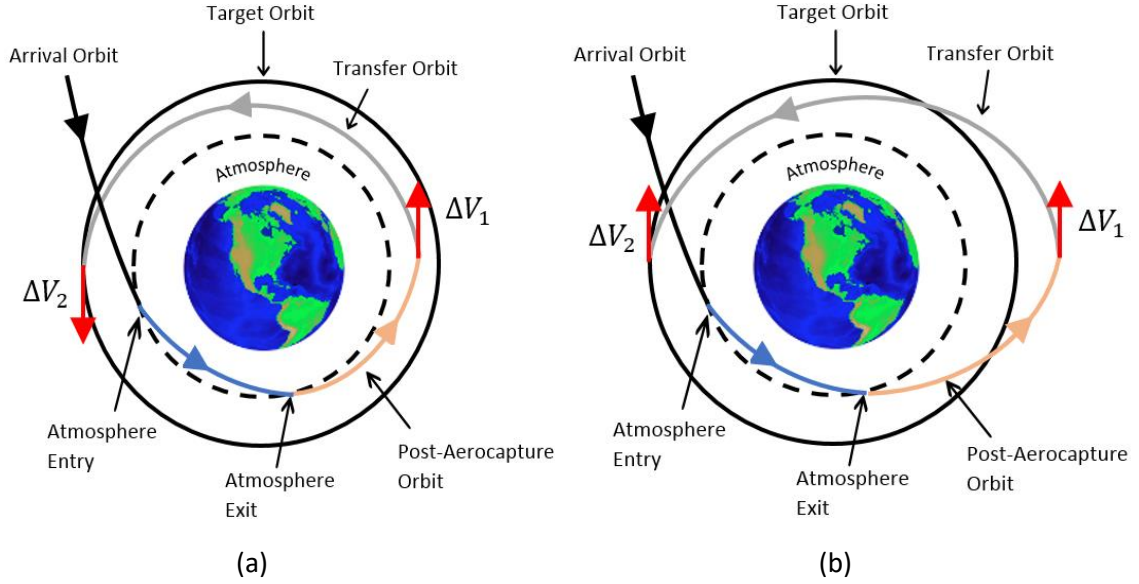 Target Orbit
Arrival Orbit
Transfer Orbit
Atmosphere
ΔV₁
ΔV₂
Atmosphere
Entry
Atmosphere
Exit
Post-Aerocapture
Orbit
(a)
Target Orbit
Arrival Orbit
Transfer Orbit
Atmosphere
ΔV₂
ΔV₁
Atmosphere
Entry
Atmosphere
Exit
Post-Aerocapture
Orbit
(b)